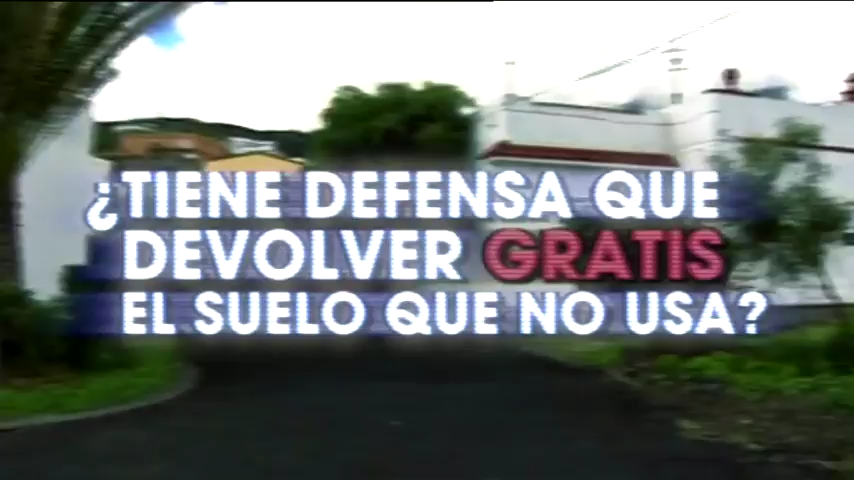 ¿TIENE DEFENSA QUE
DEVOLVER GRATIS
EL SUELO QUE NO USA?